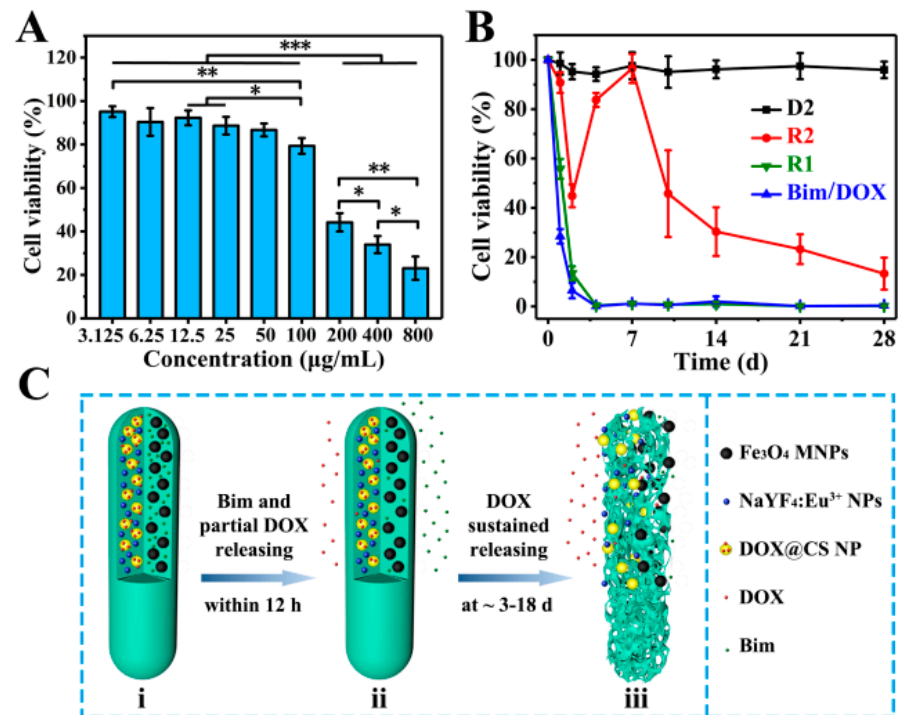 A
***
**
*
**
*
*
120
100
80
60
40
20
0
Cell viability (%)
3.125 6.25 12.5 25 50 100 200 400 800
Concentration (μg/mL)
B
100
80
60
40
20
0
Cell viability (%)
D2
R2
R1
Bim/DOX
0 7 14 21 28
Time (d)
C
Bim and
partial DOX
releasing
within 12 h
DOX
sustained
releasing
at ~ 3-18 d
i
ii
iii
Fe₃O₄ MNPs
NaYF₄:Eu³⁺ NPs
DOX@CS NP
DOX
Bim